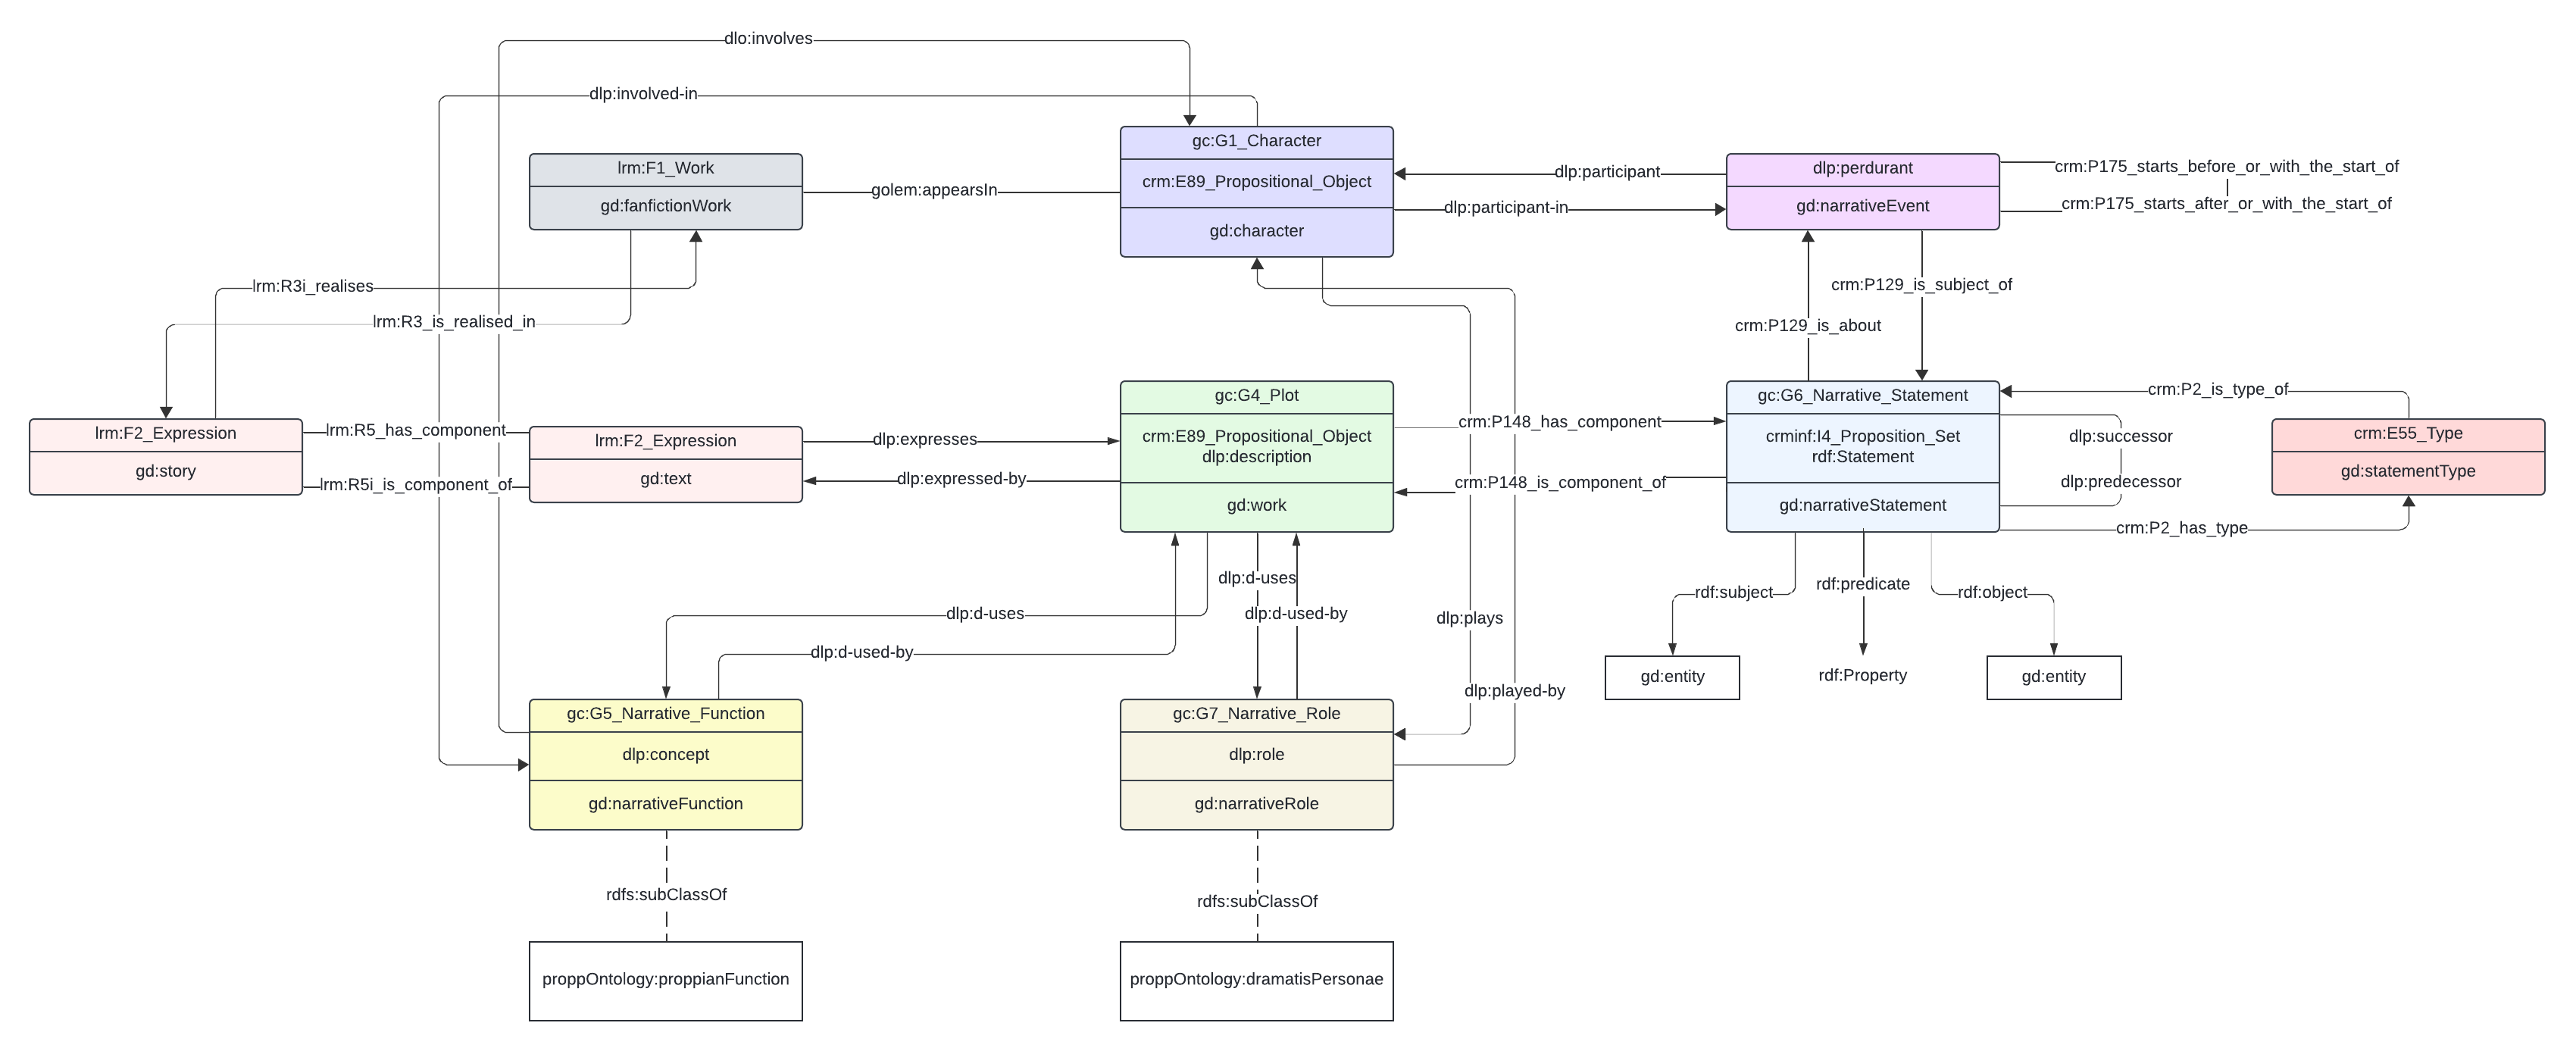 dlo:involves
dlp:involved-in
gc:G1_Character
crm:E89_Propositional_Object
gd:character
lrm:F1_Work
gd:fanfictionWork
golem:appearsIn
dlp:participant
dlp:participant-in
dlp:perdurant
gd:narrativeEvent
crm:P175_starts_before_or_with_the_start_of
crm:P175_starts_after_or_with_the_start_of
lrm:R3i_realises
lrm:R3_is_realised_in
crm:P129_is_subject_of
crm:P129_is_about
lrm:F2_Expression
gd:story
lrm:R5_has_component
lrm:R5i_is_component_of
lrm:F2_Expression
gd:text
dlp:expresses
dlp:expressed-by
gc:G4_Plot
crm:E89_Propositional_Object
dlp:description
gd:work
crm:P148_has_component
crm:P148_is_component_of
gc:G6_Narrative_Statement
crminf:I4_Proposition_Set
rdf:Statement
gd:narrativeStatement
crm:P2_is_type_of
dlp:successor
dlp:predecessor
crm:P2_has_type
crm:E55_Type
gd:statementType
dlp:d-uses
dlp:d-used-by
dlp:d-uses
dlp:d-used-by
dlp:plays
dlp:played-by
rdf:subject
rdf:predicate
rdf:object
gd:entity
rdf:Property
gd:entity
gc:G5_Narrative_Function
dlp:concept
gd:narrativeFunction
gc:G7_Narrative_Role
dlp:role
gd:narrativeRole
rdfs:subClassOf
rdfs:subClassOf
proppOntology:proppianFunction
proppOntology:dramatisPersonae